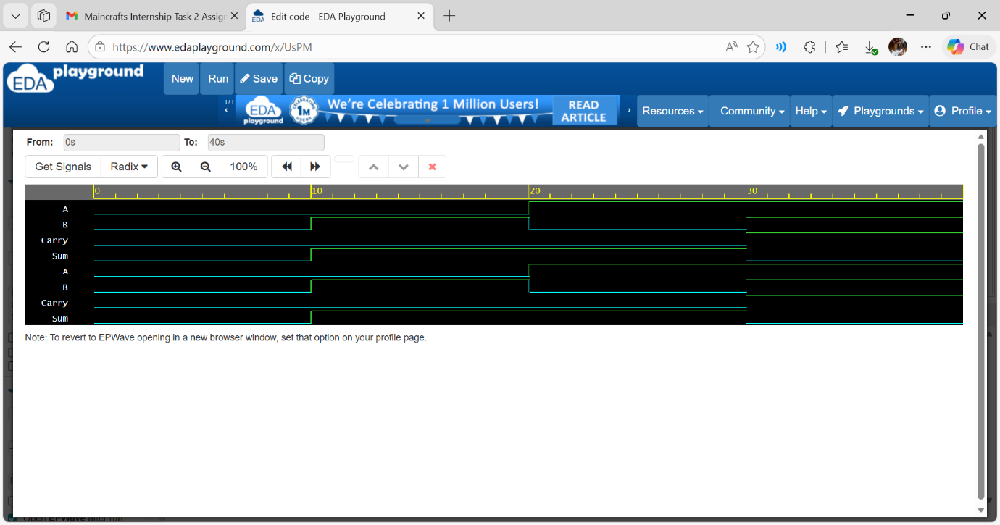 Maincrafts Internship Task 2 Assigr
Edit code - EDA Playground
https://www.edaplayground.com/x/UsPM
Chat
EDA playground
New Run Save Copy
1/1
EDA playground
CELEBRATING 1M USERS
We're Celebrating 1 Million Users!
READ ARTICLE
Resources Community Help Playgrounds Profile
From: 0s To: 40s
Get Signals Radix 100%
0 10 20 30
A
B
Carry
Sum
A
B
Carry
Sum
Note: To revert to EPWave opening in a new browser window, set that option on your profile page.
Open EPWave after run